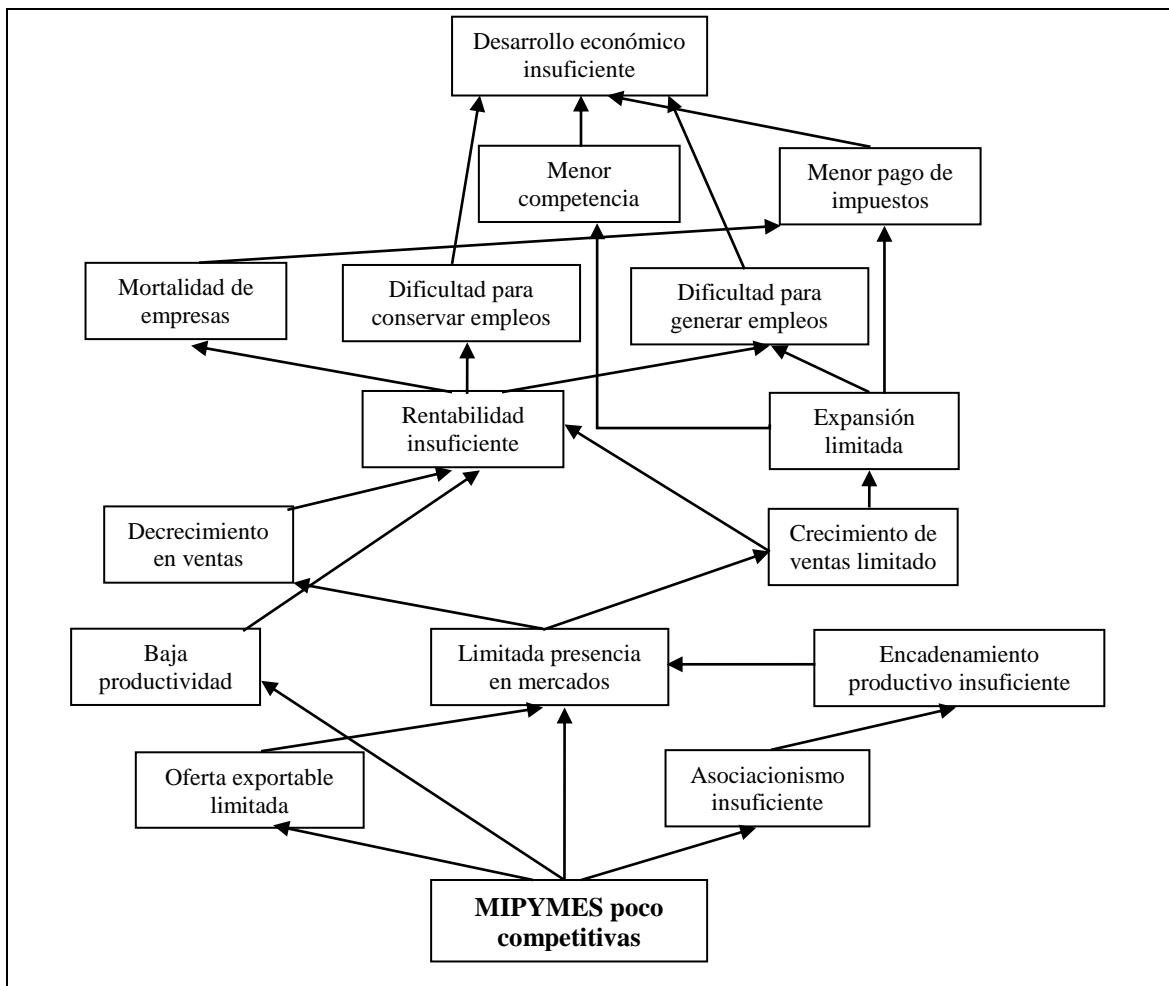 Desarrollo económico
insuficiente
Menor
competencia
Menor pago de
impuestos
Mortalidad de
empresas
Dificultad para
conservar empleos
Dificultad para
generar empleos
Rentabilidad
insuficiente
Expansión
limitada
Decrecimiento
en ventas
Crecimiento de
ventas limitado
Baja
productividad
Limitada presencia
en mercados
Encadenamiento
productivo insuficiente
Oferta exportable
limitada
Asociacionismo
insuficiente
MIPYMES poco
competitivas